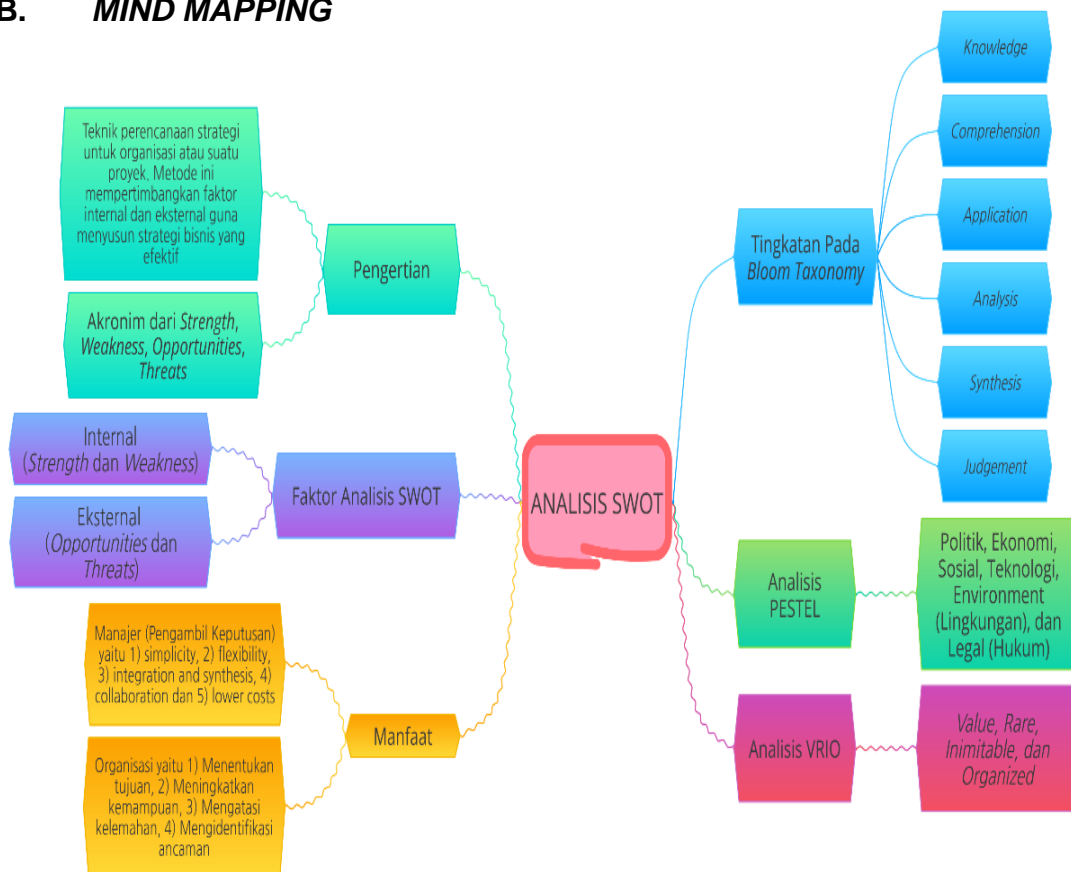 B. MIND MAPPING
Teknik perencanaan strategi
untuk organisasi atau suatu
proyek. Metode ini
mempertimbangkan faktor
internal dan eksternal guna
menyusun strategi bisnis yang
efektif
Akronim dari Strength,
Weakness, Opportunities,
Threats
Pengertian
Internal
(Strength dan Weakness)
Eksternal
(Opportunities dan
Threats)
Faktor Analisis SWOT
Manajer (Pengambil Keputusan)
yaitu 1) simplicity, 2) flexibility,
3) integration and synthesis, 4)
collaboration dan 5) lower costs
Organisasi yaitu 1) Menentukan
tujuan, 2) Meningkatkan
kemampuan, 3) Mengatasi
kelemahan, 4) Mengidentifikasi
ancaman
Manfaat
ANALISIS SWOT
Tingkatan Pada
Bloom Taxonomy
Knowledge
Comprehension
Application
Analysis
Synthesis
Judgement
Analisis
PESTEL
Politik, Ekonomi,
Sosial, Teknologi,
Environment
(Lingkungan), dan
Legal (Hukum)
Analisis VRIO
Value, Rare,
Inimitable, dan
Organized